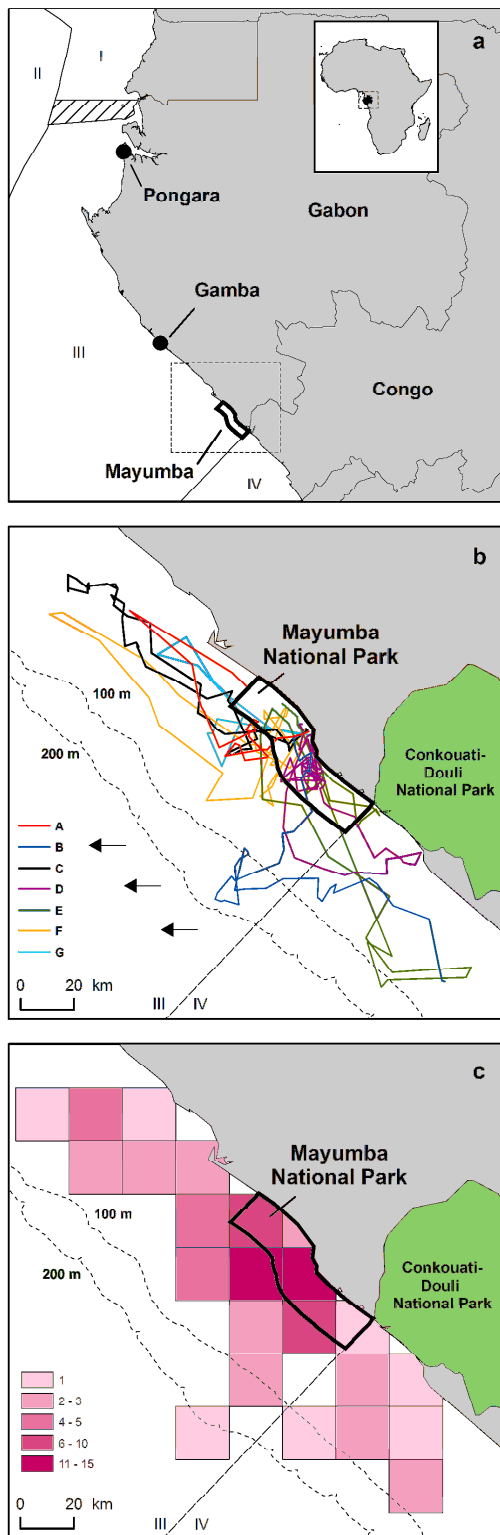 a
I
II
Pongara
Gabon
Gamba
III
Congo
Mayumba
IV
b
Mayumba
National Park
100 m
200 m
Conkouati-
Douli
National Park
A
B
C
D
E
F
G
0 20 km
III IV
c
Mayumba
National Park
100 m
200 m
Conkouati-
Douli
National Park
1
2 - 3
4 - 5
6 - 10
11 - 15
0 20 km
III IV